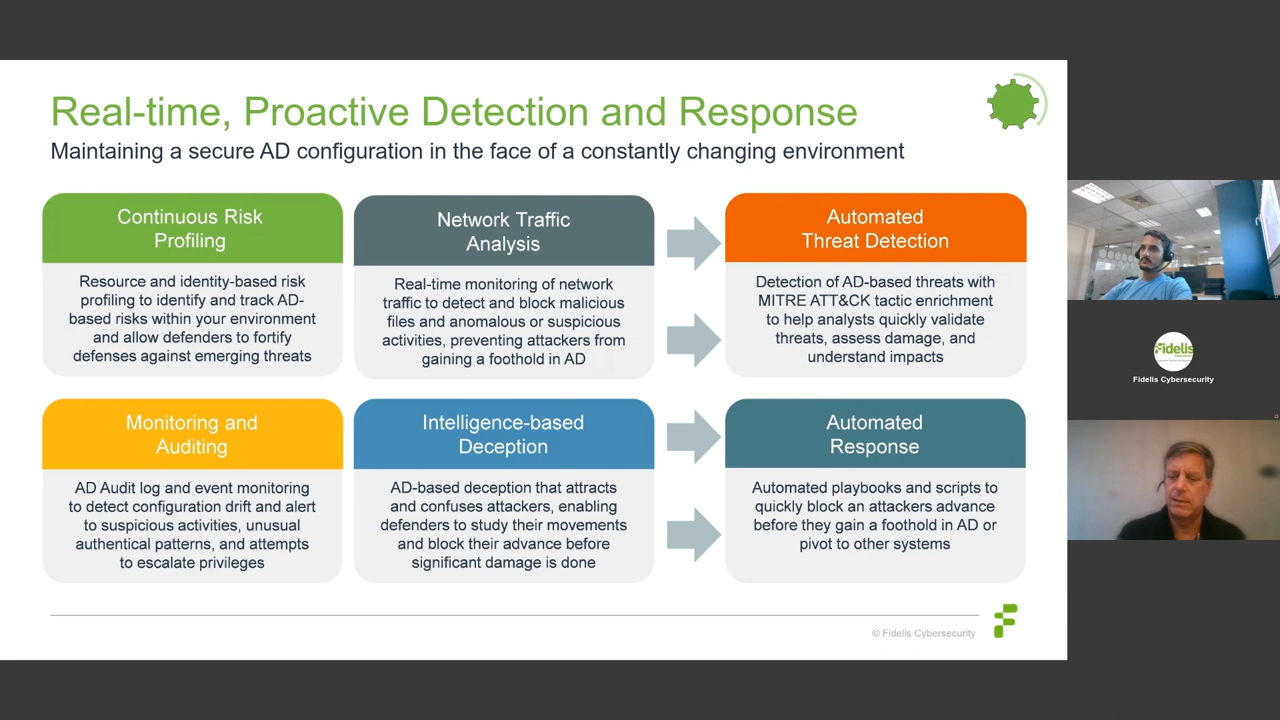 Real-time, Proactive Detection and Response
Maintaining a secure AD configuration in the face of a constantly changing environment
Continuous Risk
Profiling
Resource and identity-based risk
profiling to identify and track AD-
based risks within your environment
and allow defenders to fortify
defenses against emerging threats
Network Traffic
Analysis
Real-time monitoring of network
traffic to detect and block malicious
files and anomalous or suspicious
activities, preventing attackers from
gaining a foothold in AD
Automated
Threat Detection
Detection of AD-based threats with
MITRE ATT&CK tactic enrichment
to help analysts quickly validate
threats, assess damage, and
understand impacts
Monitoring and
Auditing
AD Audit log and event monitoring
to detect configuration drift and alert
to suspicious activities, unusual
authentical patterns, and attempts
to escalate privileges
Intelligence-based
Deception
AD-based deception that attracts
and confuses attackers, enabling
defenders to study their movements
and block their advance before
significant damage is done
Automated
Response
Automated playbooks and scripts to
quickly block an attackers advance
before they gain a foothold in AD or
pivot to other systems
© Fidelis Cybersecurity
Fidelis
Fidelis Cybersecurity